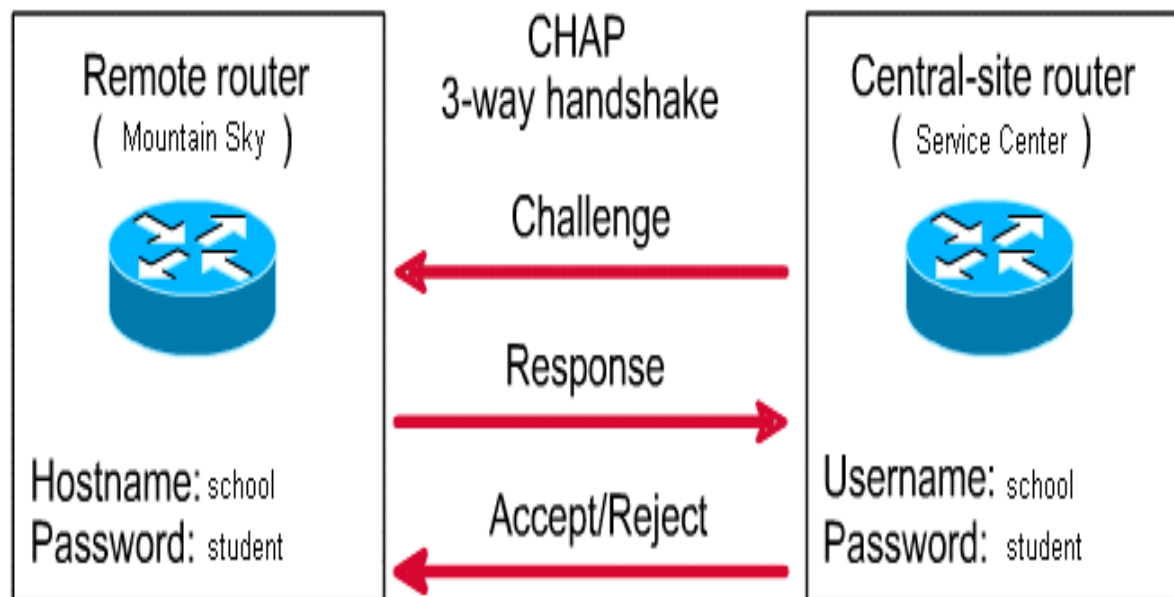 Remote router
( Mountain Sky )
Hostname: school
Password: student
CHAP
3-way handshake
Challenge
Response
Accept/Reject
Central-site router
( Service Center )
Username: school
Password: student